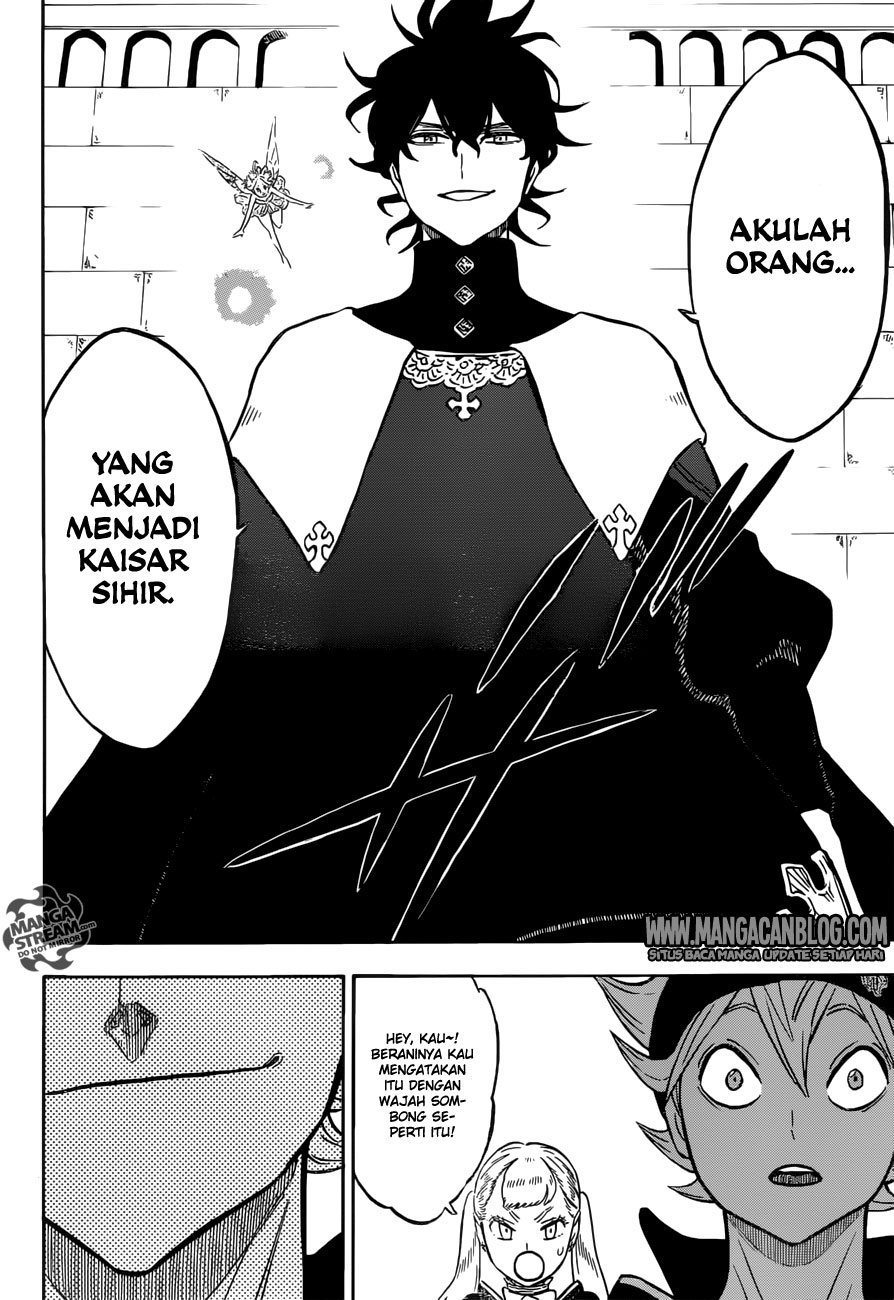 AKULAH
ORANG...
YANG
AKAN
MENJADI
KAISAR
SIHIR.
MANGA
STREAM.com
DO NOT MIRROR
WWW.MANGACANBLOG.COM
SITUS BACA MANGA UPDATE SETIAP HARI
HEY, KAU~!
BERANINYA KAU
MENGATAKAN
ITU DENGAN
WAJAH SOM-
BONG SE-
PERTI ITU!